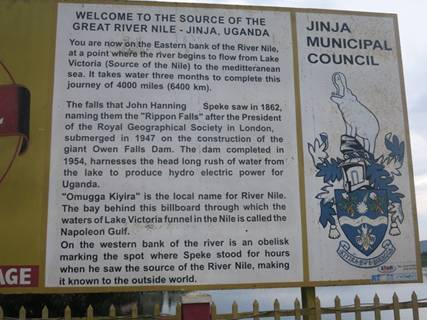 WELCOME TO THE SOURCE OF THE
GREAT RIVER NILE - JINJA, UGANDA
You are now on the Eastern bank of the River Nile,
at a point where the river begins to flow from Lake
Victoria (Source of the Nile) to the meditteranean
sea. It takes water three months to complete this
journey of 4000 miles (6400 km).
The falls that John Hanning Speke saw in 1862,
naming them the "Rippon Falls" after the President
of the Royal Geographical Society in London,
submerged in 1947 on the construction of the
giant Owen Falls Dam. The dam completed in
1954, harnesses the head long rush of water from
the lake to produce hydro electric power for
Uganda.
"Omugga Kiyira" is the local name for River Nile.
The bay behind this billboard through which the
waters of Lake Victoria funnel in the Nile is called the
Napoleon Gulf.
On the western bank of the river is an obelisk
marking the spot where Speke stood for hours
when he saw the source of the River Nile, making
it known to the outside world.
JINJA
MUNICIPAL
COUNCIL
AGE